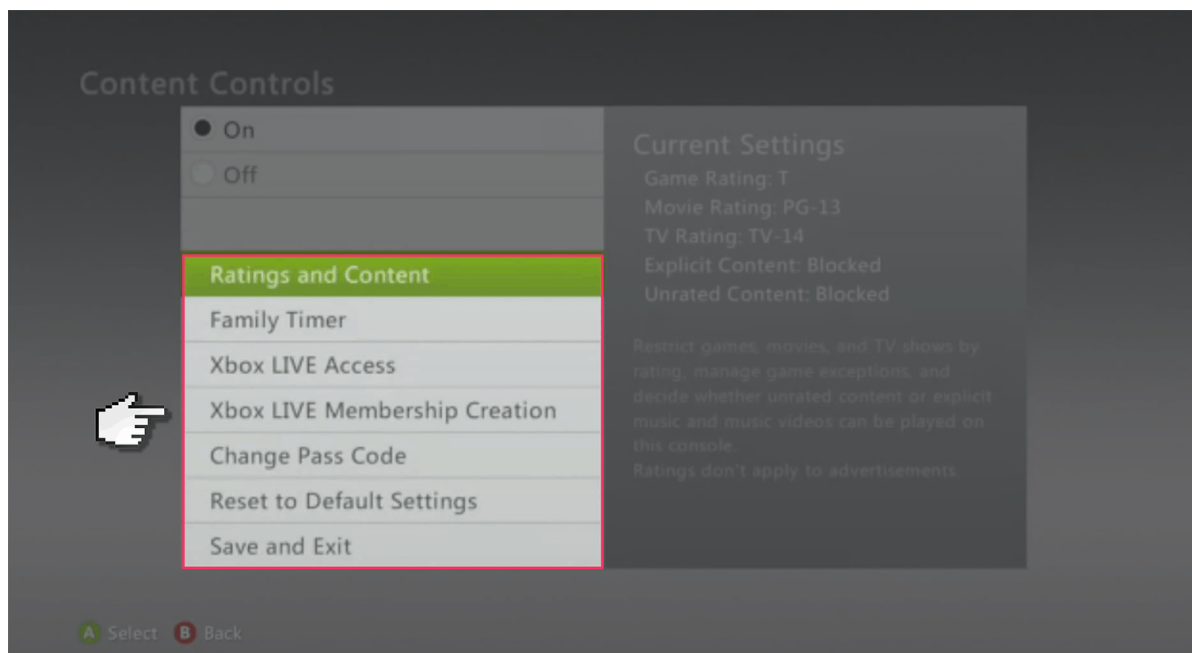 Content Controls
On
Off
Ratings and Content
Family Timer
Xbox LIVE Access
Xbox LIVE Membership Creation
Change Pass Code
Reset to Default Settings
Save and Exit
Current Settings
Game Rating: T
Movie Rating: PG-13
TV Rating: TV-14
Explicit Content: Blocked
Unrated Content: Blocked
Restrict games, movies, and TV shows by
rating, manage game exceptions, and
decide whether unrated content or explicit
music and music videos can be played on
this console.
Ratings don't apply to advertisements.
A Select B Back